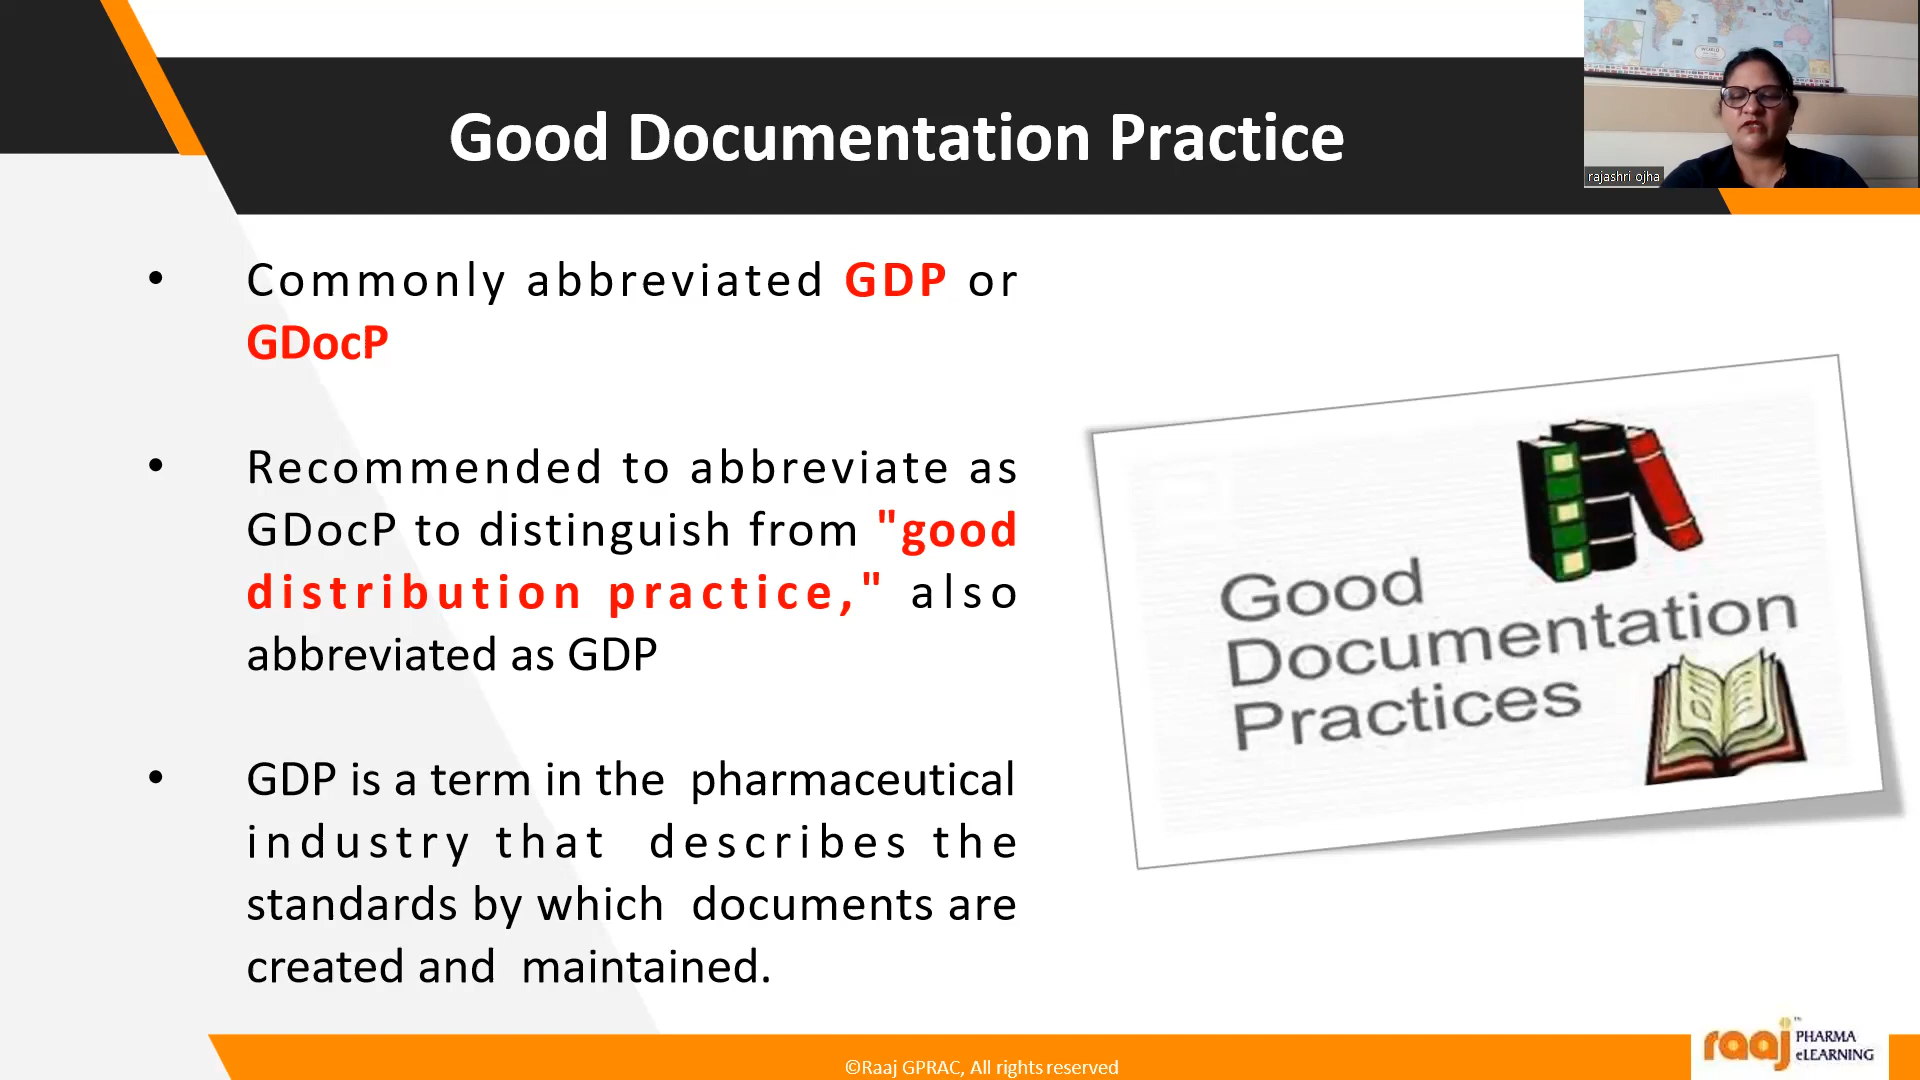 Good Documentation Practice
WORLD
rajashri ojha
• Commonly abbreviated GDP or
GDocP
• Recommended to abbreviate as
GDocP to distinguish from "good
distribution practice," also
abbreviated as GDP
• GDP is a term in the pharmaceutical
industry that describes the
standards by which documents are
created and maintained.
Good
Documentation
Practices
©Raaj GPRAC, All rights reserved
raaj™ PHARMA
eLEARNING